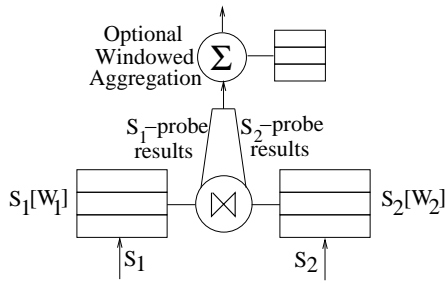 Optional
Windowed
Aggregation
Σ
S1–probe results
S2–probe results
S1[W1]
⋈
S2[W2]
S1
S2